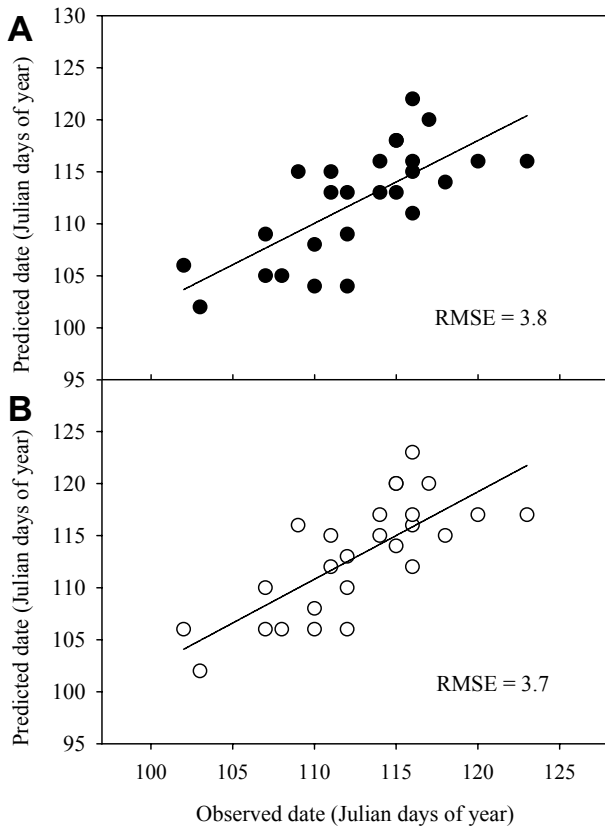 A
130
125
120
115
110
105
100
95
Predicted date (Julian days of year)
RMSE = 3.8
B
125
120
115
110
105
100
95
Predicted date (Julian days of year)
RMSE = 3.7
100 105 110 115 120 125
Observed date (Julian days of year)